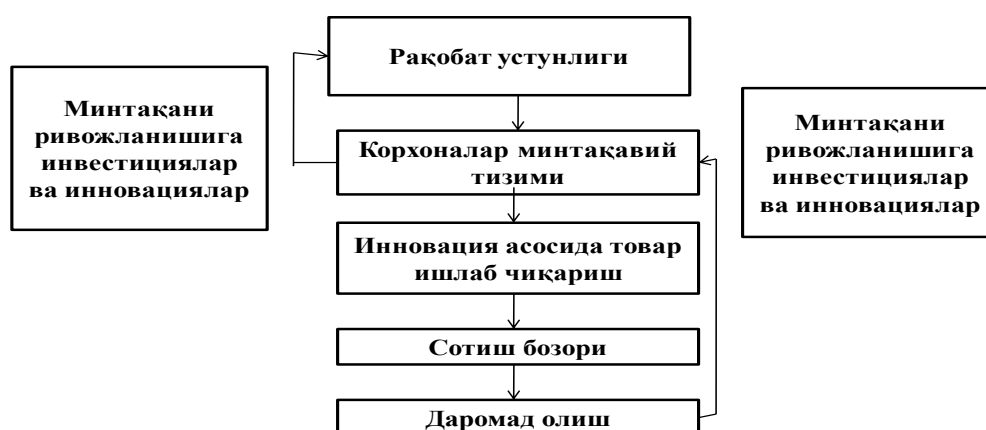 Рақобат устунлиги
Минтақани
ривожланишига
инвестициялар
ва инновациялар
Корхоналар минтақавий
тизими
Минтақани
ривожланишига
инвестициялар
ва инновациялар
Инновация асосида товар
ишлаб чиқариш
Сотиш бозори
Даромад олиш